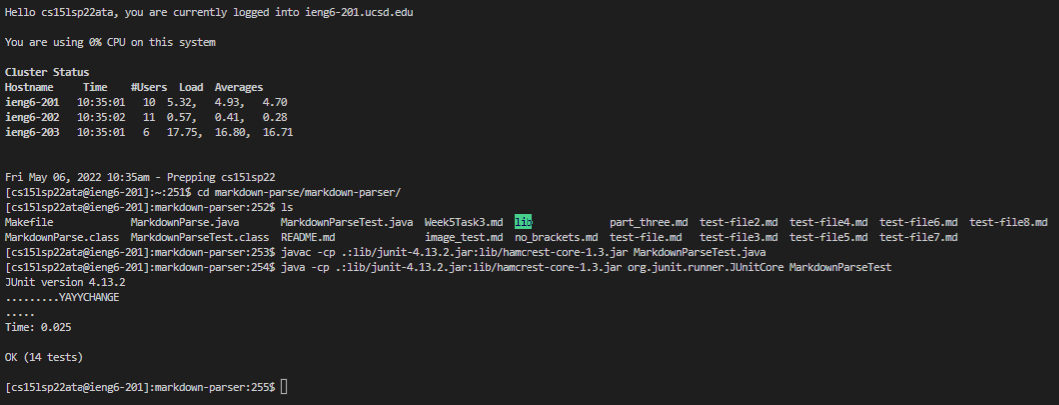 Hello cs15lsp22ata, you are currently logged into ieng6-201.ucsd.edu
You are using 0% CPU on this system
Cluster Status
Hostname     Time    #Users  Load  Averages
ieng6-201   10:35:01   10  5.32,   4.93,   4.70
ieng6-202   10:35:02   11  0.57,   0.41,   0.28
ieng6-203   10:35:01   6   17.75,  16.80,  16.71
Fri May 06, 2022 10:35am - Prepping cs15lsp22
[cs15lsp22ata@ieng6-201]:~:251$ cd markdown-parse/markdown-parser/
[cs15lsp22ata@ieng6-201]:markdown-parser:252$ ls
Makefile             MarkdownParse.java       MarkdownParseTest.java  Week5Task3.md  lib             part_three.md  test-file2.md  test-file4.md  test-file6.md  test-file8.md
MarkdownParse.class  MarkdownParseTest.class  README.md               image_test.md  no_brackets.md  test-file.md   test-file3.md  test-file5.md  test-file7.md
[cs15lsp22ata@ieng6-201]:markdown-parser:253$ javac -cp .:lib/junit-4.13.2.jar:lib/hamcrest-core-1.3.jar MarkdownParseTest.java
[cs15lsp22ata@ieng6-201]:markdown-parser:254$ java -cp .:lib/junit-4.13.2.jar:lib/hamcrest-core-1.3.jar org.junit.runner.JUnitCore MarkdownParseTest
JUnit version 4.13.2
.........YAYYCHANGE
.....
Time: 0.025
OK (14 tests)
[cs15lsp22ata@ieng6-201]:markdown-parser:255$